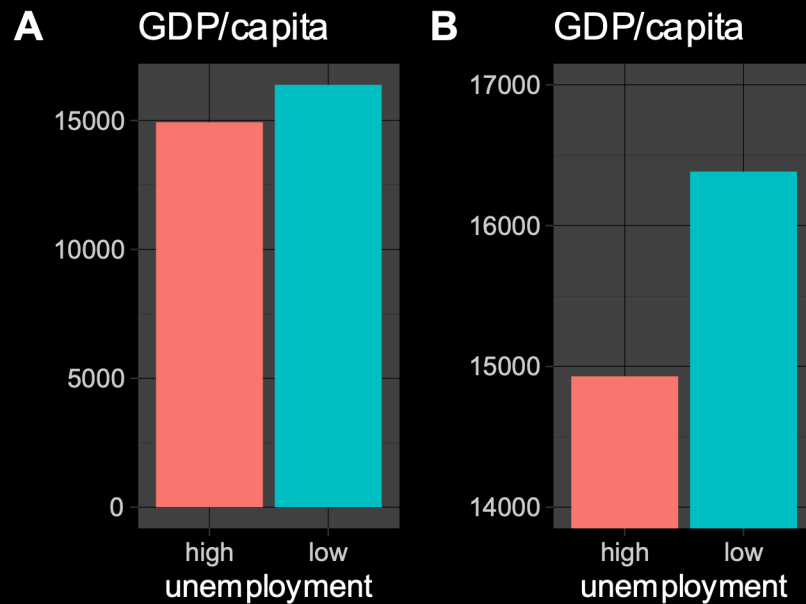 A GDP/capita
15000
10000
5000
0
high low
unemployment
B GDP/capita
17000
16000
15000
14000
high low
unemployment